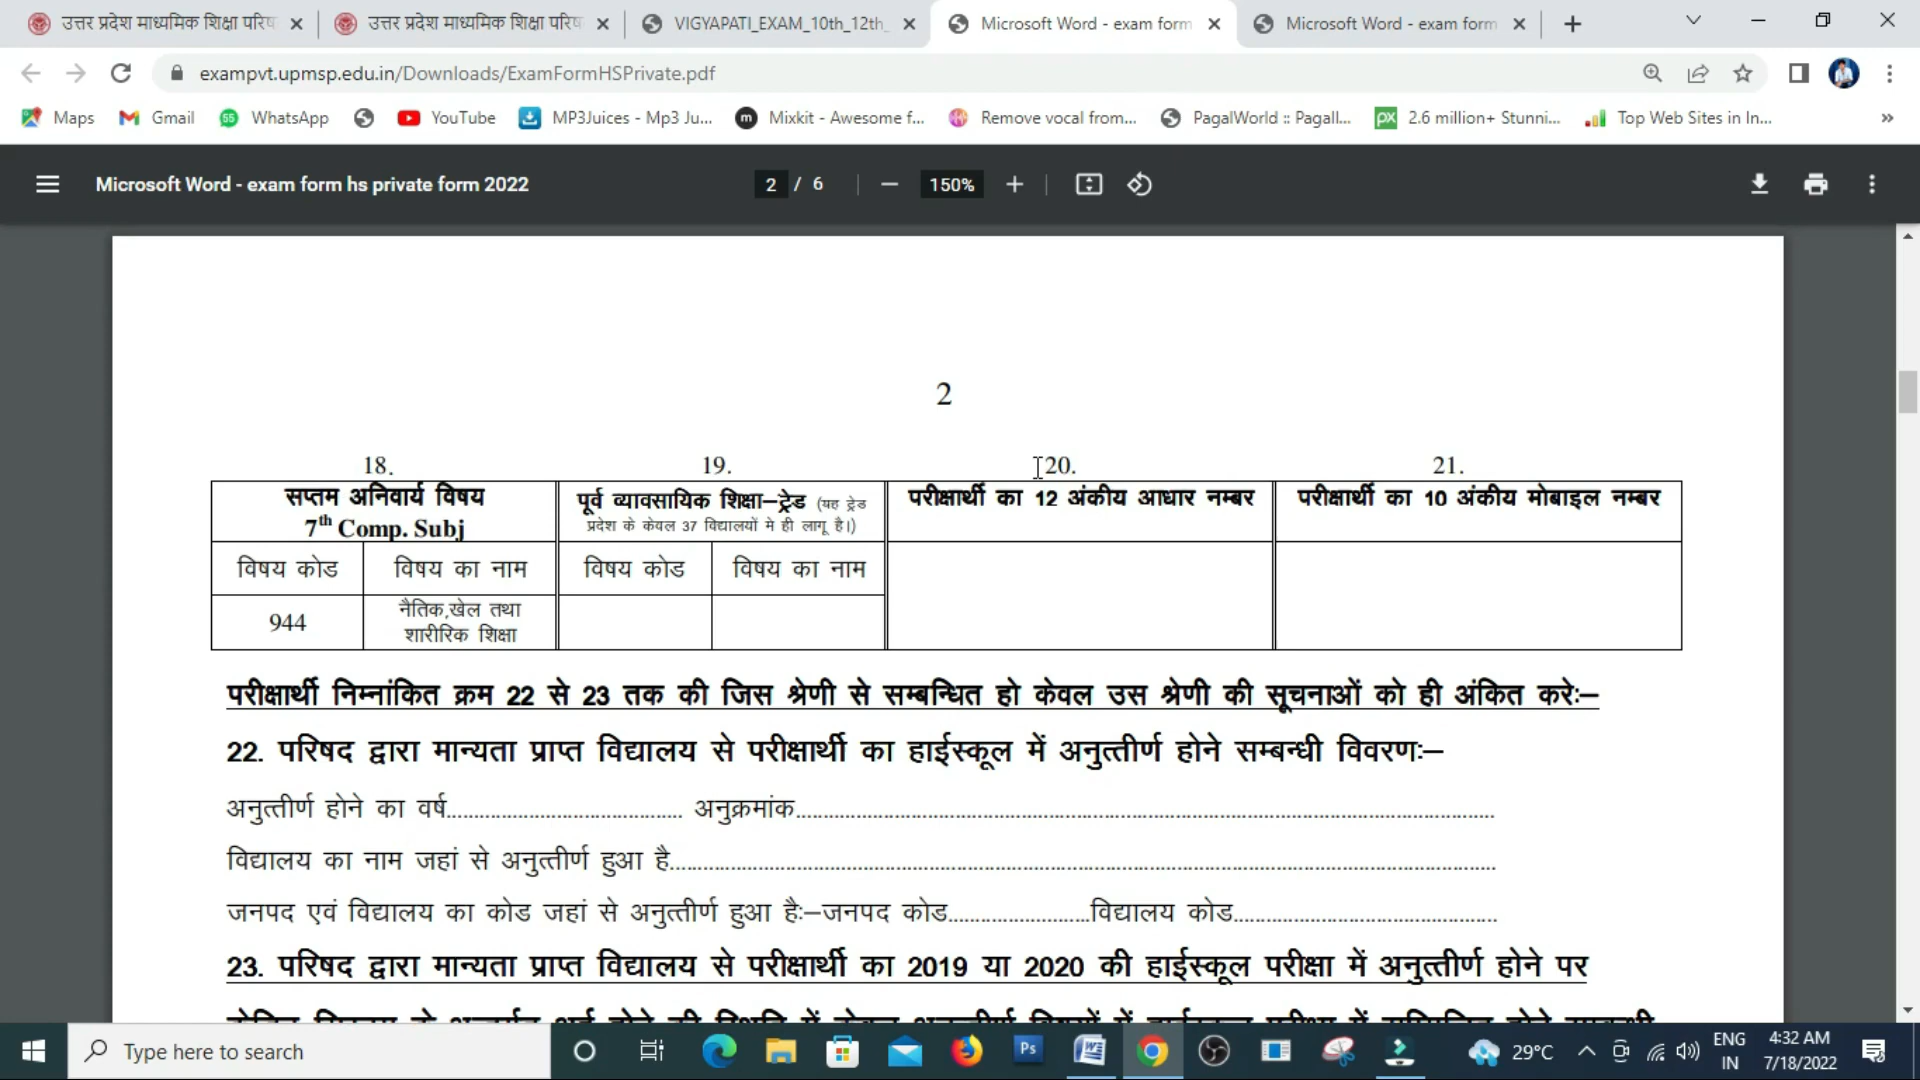 उत्तर प्रदेश माध्यमिक शिक्षा परिष
उत्तर प्रदेश माध्यमिक शिक्षा परिष
VIGYAPATI_EXAM_10th_12th_
Microsoft Word - exam form
Microsoft Word - exam form
exampvt.upmsp.edu.in/Downloads/ExamFormHSPrivate.pdf
Maps
Gmail
55
WhatsApp
YouTube
MP3Juices - Mp3 Ju...
m
Mixkit - Awesome f...
Remove vocal from...
PagalWorld :: Pagall...
px
2.6 million+ Stunni...
Top Web Sites in In...
»
Microsoft Word - exam form hs private form 2022
2 / 6
150%
2
18.
19.
20.
21.
सप्तम अनिवार्य विषय
7th Comp. Subj
पूर्व व्यावसायिक शिक्षा–ट्रेड (यह ट्रेड
प्रदेश के केवल 37 विद्यालयों मे ही लागू है।)
परीक्षार्थी का 12 अंकीय आधार नम्बर
परीक्षार्थी का 10 अंकीय मोबाइल नम्बर
विषय कोड
विषय का नाम
विषय कोड
विषय का नाम
944
नैतिक,खेल तथा
शारीरिक शिक्षा
परीक्षार्थी निम्नांकित क्रम 22 से 23 तक की जिस श्रेणी से सम्बन्धित हो केवल उस श्रेणी की सूचनाओं को ही अंकित करेः–
22. परिषद द्वारा मान्यता प्राप्त विद्यालय से परीक्षार्थी का हाईस्कूल में अनुत्तीर्ण होने सम्बन्धी विवरणः–
अनुत्तीर्ण होने का वर्ष.......................................... अनुक्रमांक..............................................................................................................................
विद्यालय का नाम जहां से अनुत्तीर्ण हुआ है.....................................................................................................................................................
जनपद एवं विद्यालय का कोड जहां से अनुत्तीर्ण हुआ हैः–जनपद कोड.........................विद्यालय कोड...............................................
23. परिषद द्वारा मान्यता प्राप्त विद्यालय से परीक्षार्थी का 2019 या 2020 की हाईस्कूल परीक्षा में अनुत्तीर्ण होने पर
Type here to search
Ps
29°C
ENG
IN
4:32 AM
7/18/2022